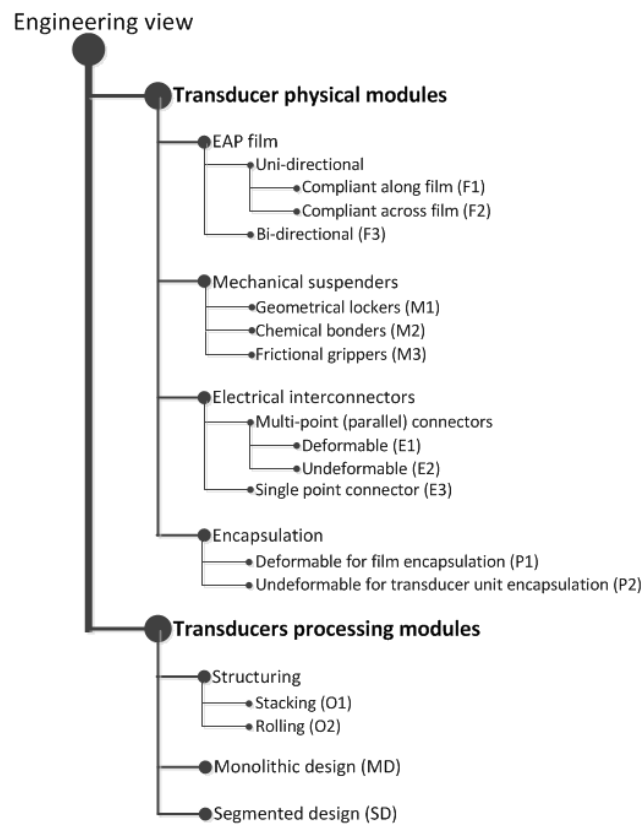 Engineering view
Transducer physical modules
EAP film
Uni-directional
Compliant along film (F1)
Compliant across film (F2)
Bi-directional (F3)
Mechanical suspenders
Geometrical lockers (M1)
Chemical bonders (M2)
Frictional grippers (M3)
Electrical interconnectors
Multi-point (parallel) connectors
Deformable (E1)
Undeformable (E2)
Single point connector (E3)
Encapsulation
Deformable for film encapsulation (P1)
Undeformable for transducer unit encapsulation (P2)
Transducers processing modules
Structuring
Stacking (O1)
Rolling (O2)
Monolithic design (MD)
Segmented design (SD)